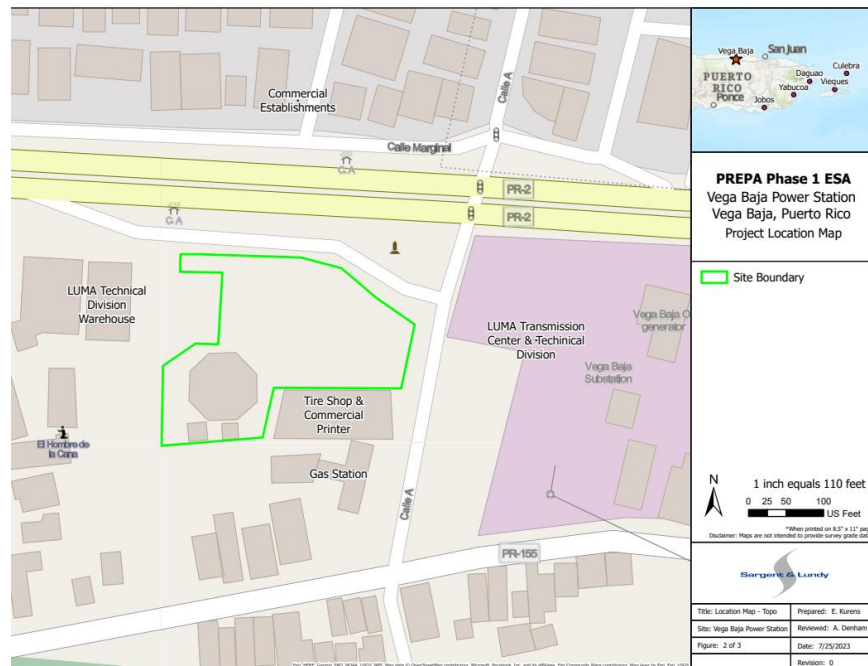 Commercial
Establishments
Calle A
Calle Marginal
C.A
PR-2
PR-2
C.A
LUMA Technical
Division
Warehouse
LUMA Transmission
Center & Techinical
Division
Vega Baja
generator
Vega Baja
Substation
Tire Shop &
Commercial
Printer
El Hombre de
la Cana
Gas Station
Calle A
PR-155
Vega Baja
San Juan
PUERTO
RICO
Ponce
Culebra
Daguao
Vieques
Yabucoa
Jobos
PREPA Phase 1 ESA
Vega Baja Power Station
Vega Baja, Puerto Rico
Project Location Map
Site Boundary
N
1 inch equals 110 feet
0 25 50 100
US Feet
*When printed on 8.5" x 11" pag
Disclaimer: Maps are not intended to provide survey grade dat
Sargent & Lundy
Title: Location Map - Topo
Prepared: E. Kurens
Site: Vega Baja Power Station
Reviewed: A. Denham
Figure: 2 of 3
Date: 7/25/2023
Revision: 0